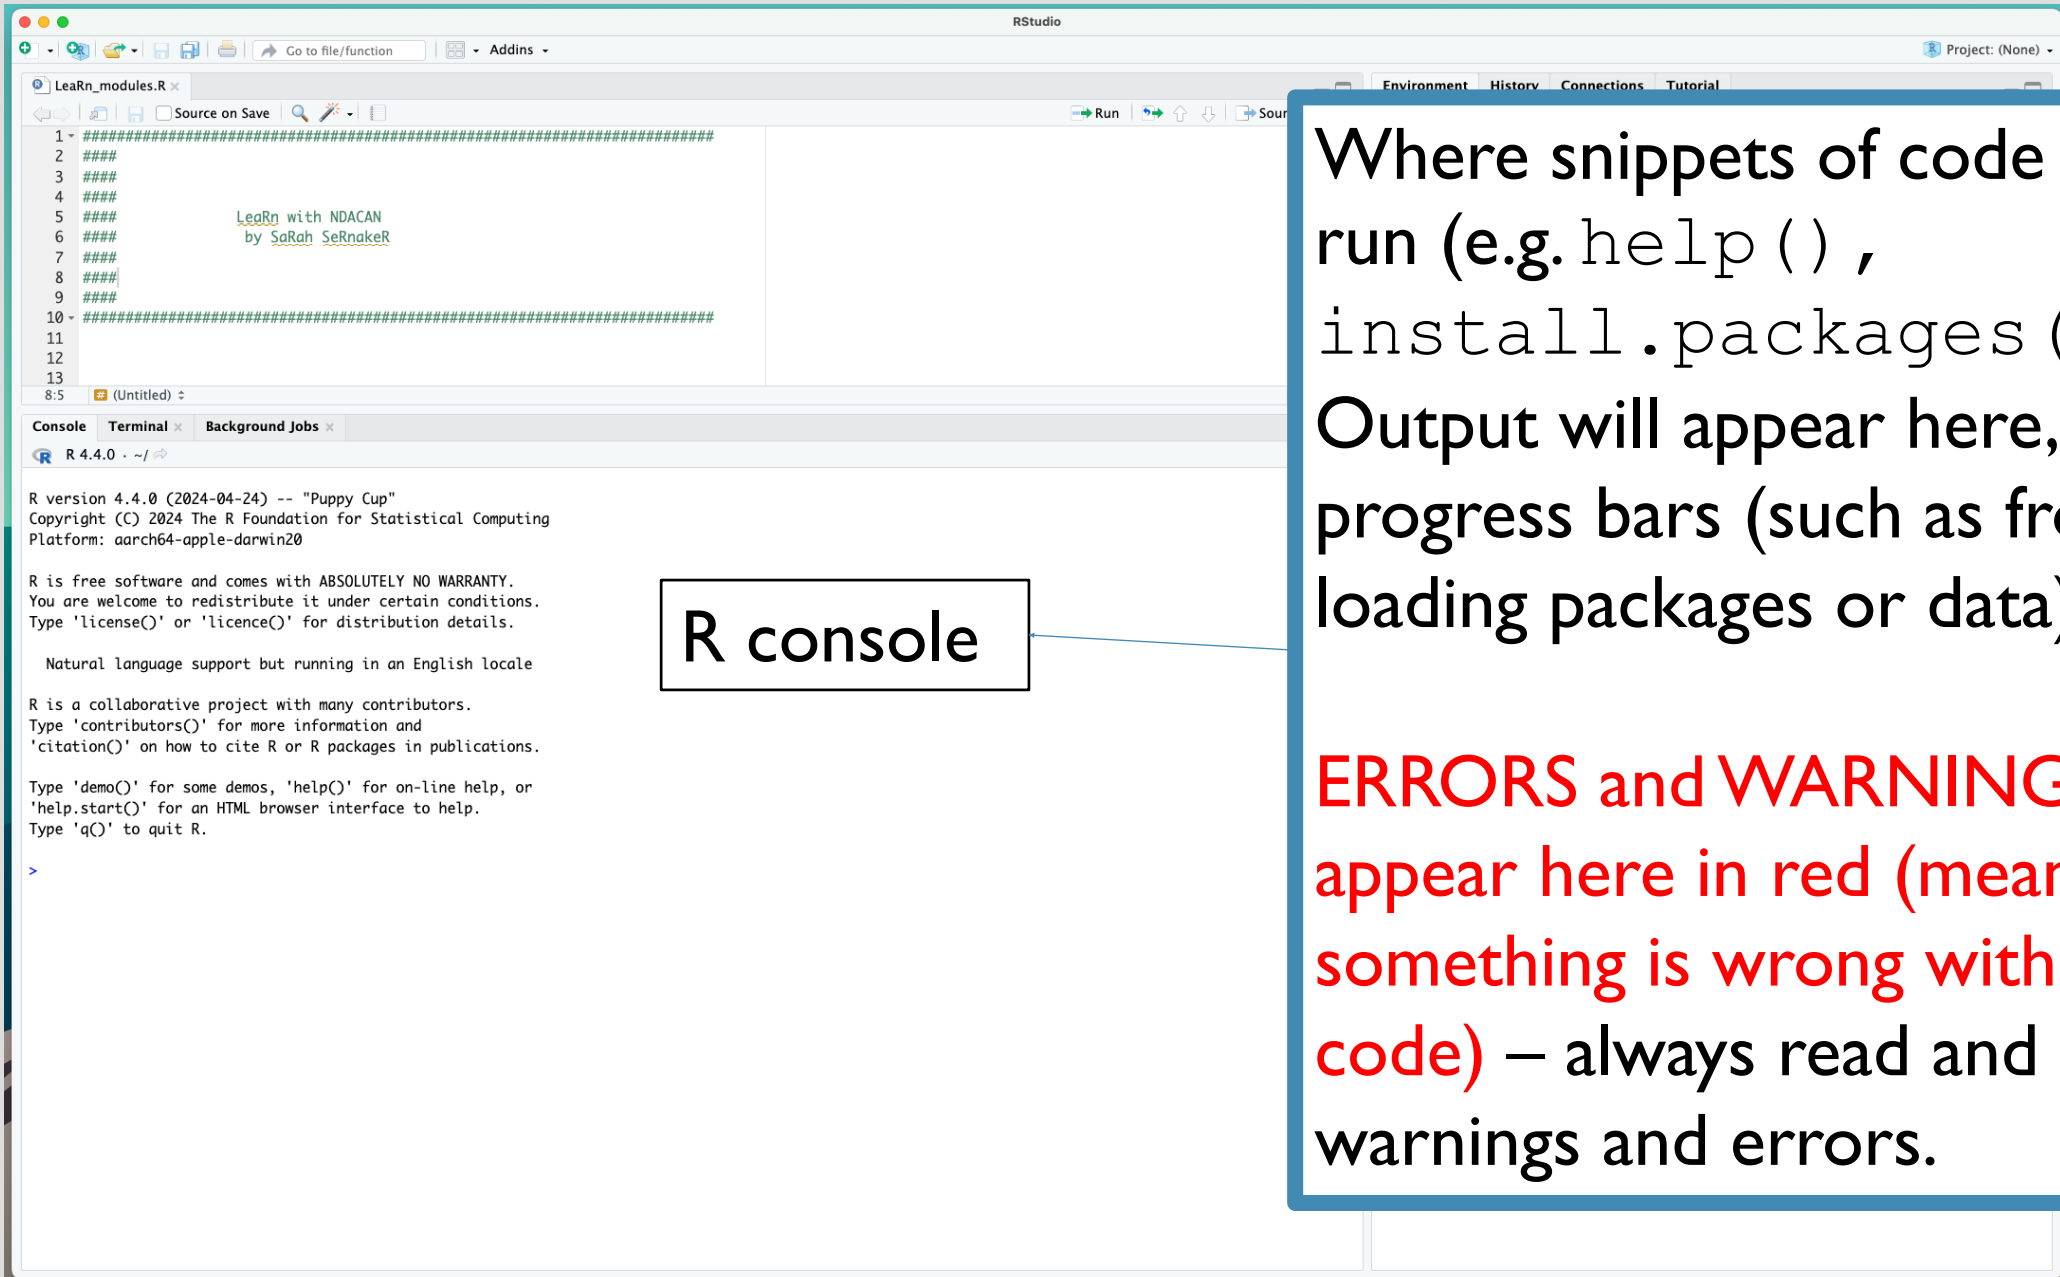 RStudio
Go to file/function
Addins
Project: (None)
LeaRn_modules.R
Environment History Connections Tutorial
Source on Save
Run
1 ##########################################################################
2 ####
3 ####
4 ####
5 #### LeaRn with NDACAN
6 #### by SaRah SeRnakeR
7 ####
8 ####
9 ####
10 ##########################################################################
11
12
13
8:5 # (Untitled)
Console Terminal Background Jobs
R 4.4.0 · ~/
R version 4.4.0 (2024-04-24) -- "Puppy Cup"
Copyright (C) 2024 The R Foundation for Statistical Computing
Platform: aarch64-apple-darwin20
R is free software and comes with ABSOLUTELY NO WARRANTY.
You are welcome to redistribute it under certain conditions.
Type 'license()' or 'licence()' for distribution details.
Natural language support but running in an English locale
R is a collaborative project with many contributors.
Type 'contributors()' for more information and
'citation()' on how to cite R or R packages in publications.
Type 'demo()' for some demos, 'help()' for on-line help, or
'help.start()' for an HTML browser interface to help.
Type 'q()' to quit R.
>
R console
Where snippets of code
run (e.g. help(),
install.packages(
Output will appear here,
progress bars (such as
loading packages or data)
ERRORS and
appear here in red
something is wrong with
code) – always read and
warnings and errors.